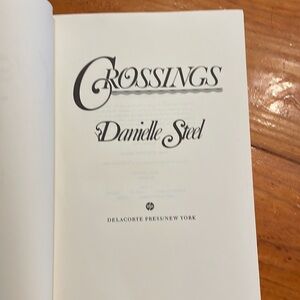 CROSSINGS
Danielle Steel
DELACORTE PRESS/NEW YORK